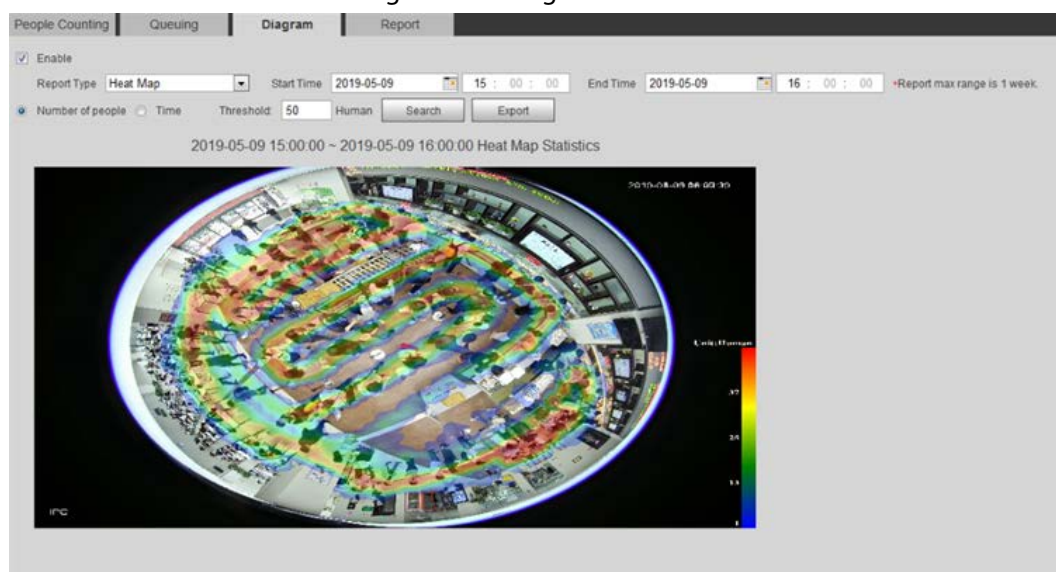 People Counting Queuing Diagram Report
Enable
Report Type Heat Map Start Time 2019-05-09 15 : 00 : 00 End Time 2019-05-09 16 : 00 : 00 *Report max range is 1 week.
Number of people Time Threshold: 50 Human Search Export
2019-05-09 15:00:00 ~ 2019-05-09 16:00:00 Heat Map Statistics
Unit:Human
IPC